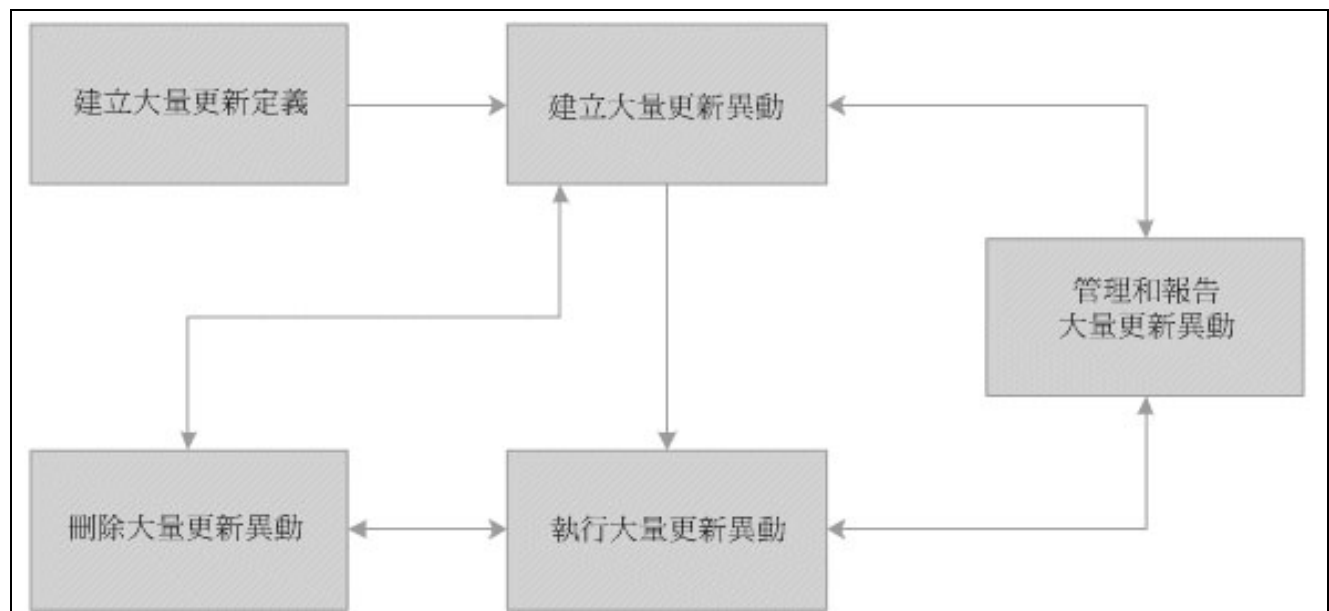 建立大量更新定義
建立大量更新異動
管理和報告
大量更新異動
刪除大量更新異動
執行大量更新異動